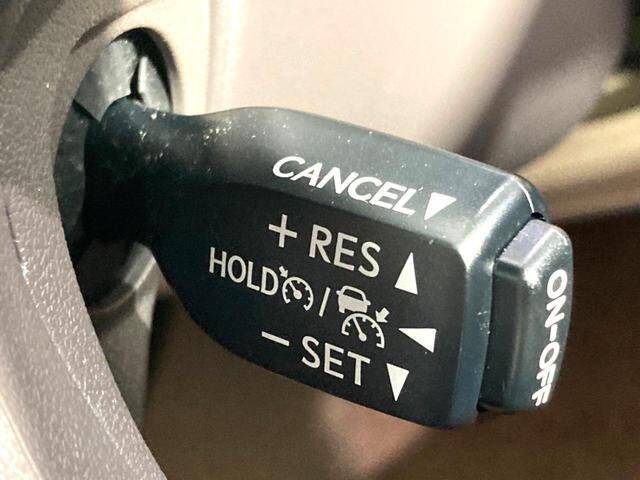 CANCEL▼
+ RES ▲
HOLD / ◀
− SET ▼
ON-OFF